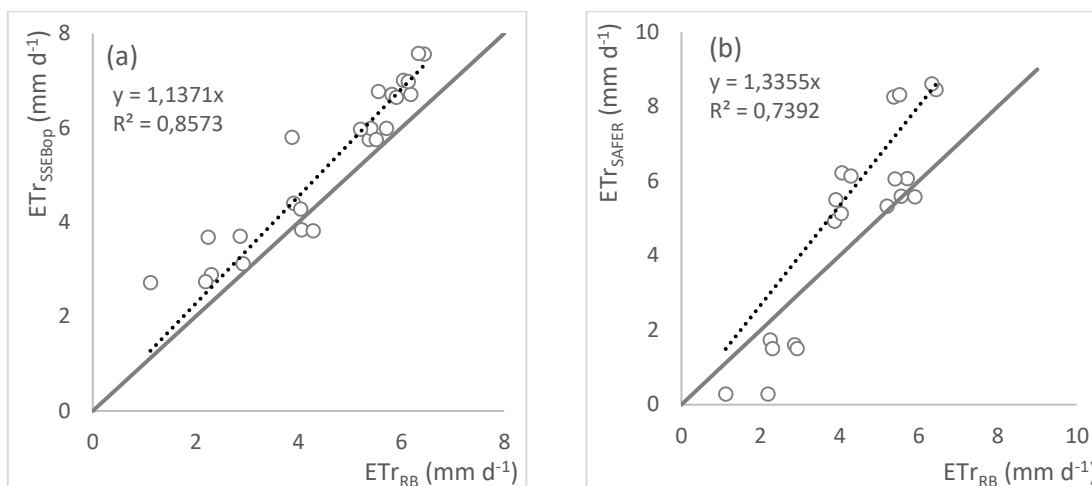 (a)
y = 1,1371x
R² = 0,8573
ETrSSEBop (mm d⁻¹)
8
6
4
2
0
0 2 4 6 8
ETrRB (mm d⁻¹)
(b)
y = 1,3355x
R² = 0,7392
ETrSAFER (mm d⁻¹)
10
8
6
4
2
0
0 2 4 6 8 10
ETrRB (mm d⁻¹)